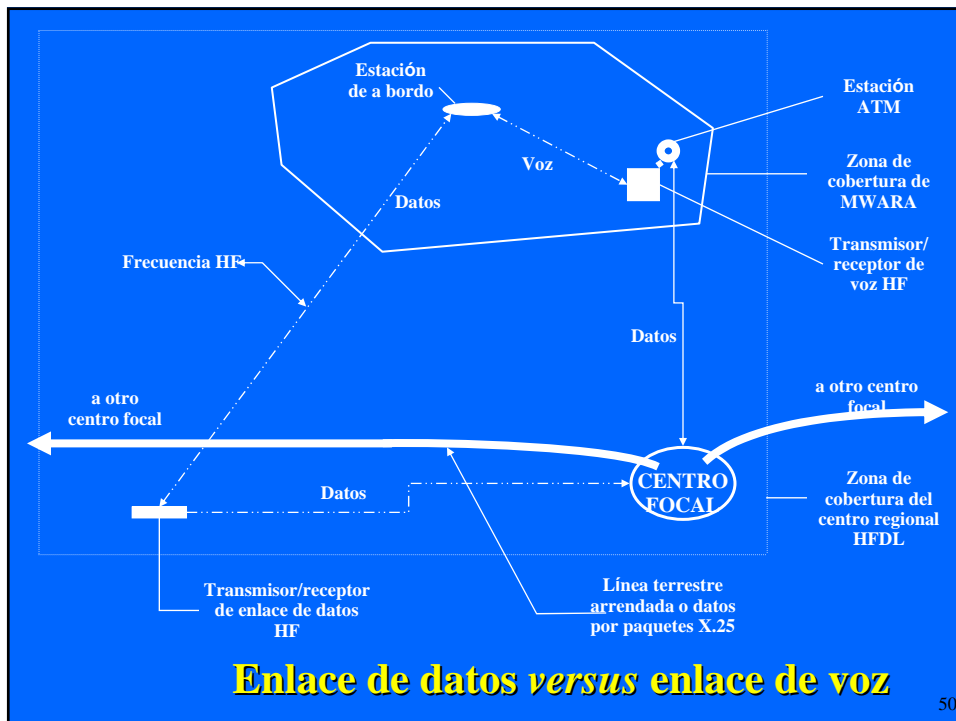 Estación
de a bordo
Estación
ATM
Voz
Zona de
cobertura de
MWARA
Datos
Transmisor/
receptor de
voz HF
Frecuencia HF
Datos
a otro
centro focal
a otro centro
focal
CENTRO
FOCAL
Datos
Zona de
cobertura del
centro regional
HFDL
Transmisor/receptor
de enlace de datos
HF
Línea terrestre
arrendada o datos
por paquetes X.25
Enlace de datos versus enlace de voz
50